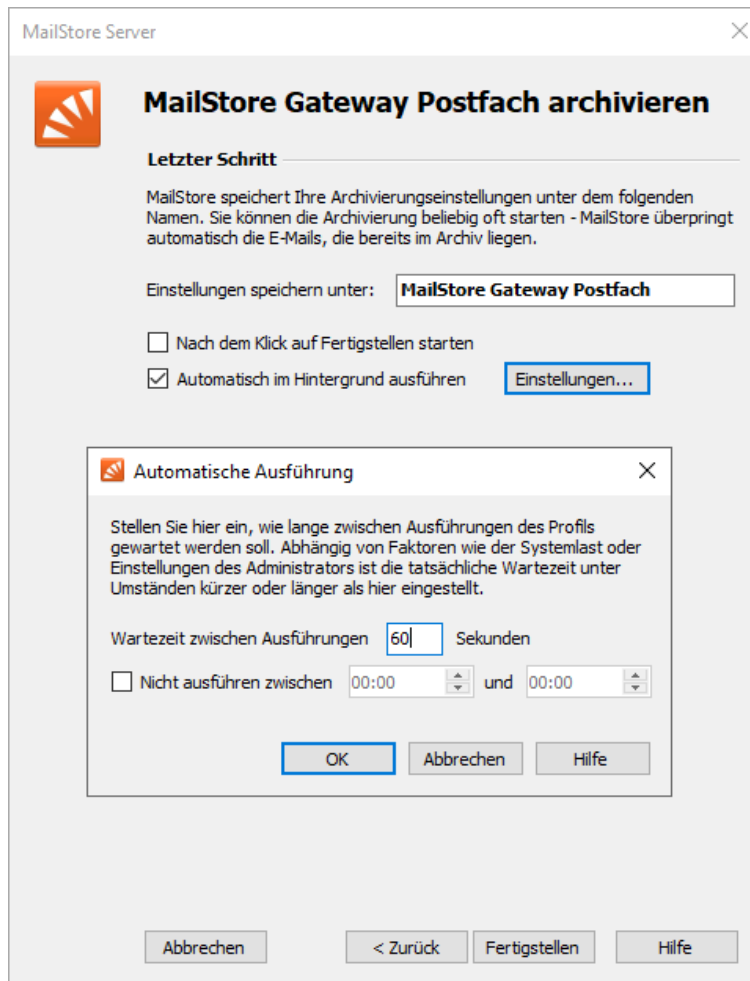 MailStore Server
MailStore Gateway Postfach archivieren
Letzter Schritt
MailStore speichert Ihre Archivierungseinstellungen unter dem folgenden
Namen. Sie können die Archivierung beliebig oft starten - MailStore überpringt
automatisch die E-Mails, die bereits im Archiv liegen.
Einstellungen speichern unter: MailStore Gateway Postfach
Nach dem Klick auf Fertigstellen starten
Automatisch im Hintergrund ausführen Einstellungen...
Automatische Ausführung
Stellen Sie hier ein, wie lange zwischen Ausführungen des Profils
gewartet werden soll. Abhängig von Faktoren wie der Systemlast oder
Einstellungen des Administrators ist die tatsächliche Wartezeit unter
Umständen kürzer oder länger als hier eingestellt.
Wartezeit zwischen Ausführungen 60 Sekunden
Nicht ausführen zwischen 00:00 und 00:00
OK Abbrechen Hilfe
Abbrechen < Zurück Fertigstellen Hilfe